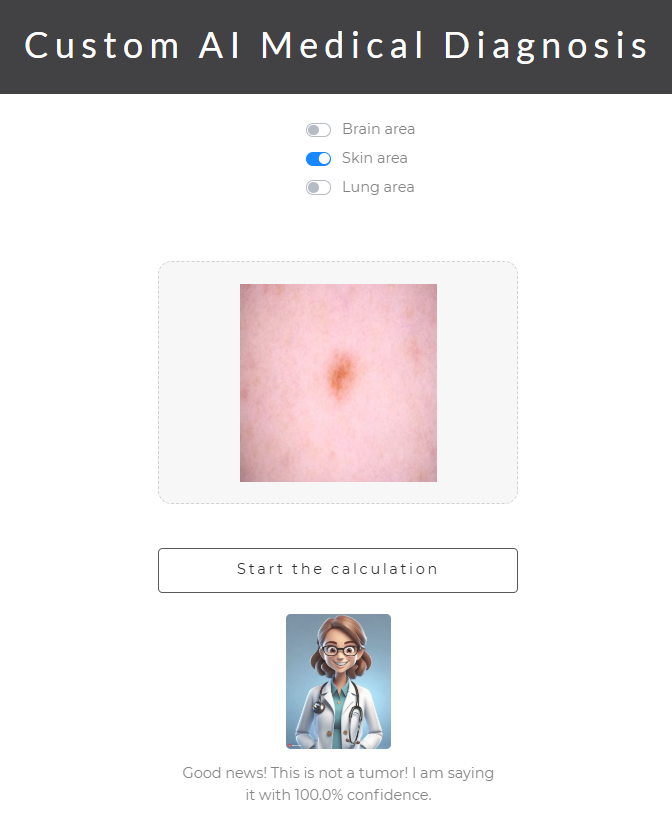 Custom AI Medical Diagnosis
Brain area
Skin area
Lung area
Start the calculation
Good news! This is not a tumor! I am saying
it with 100.0% confidence.